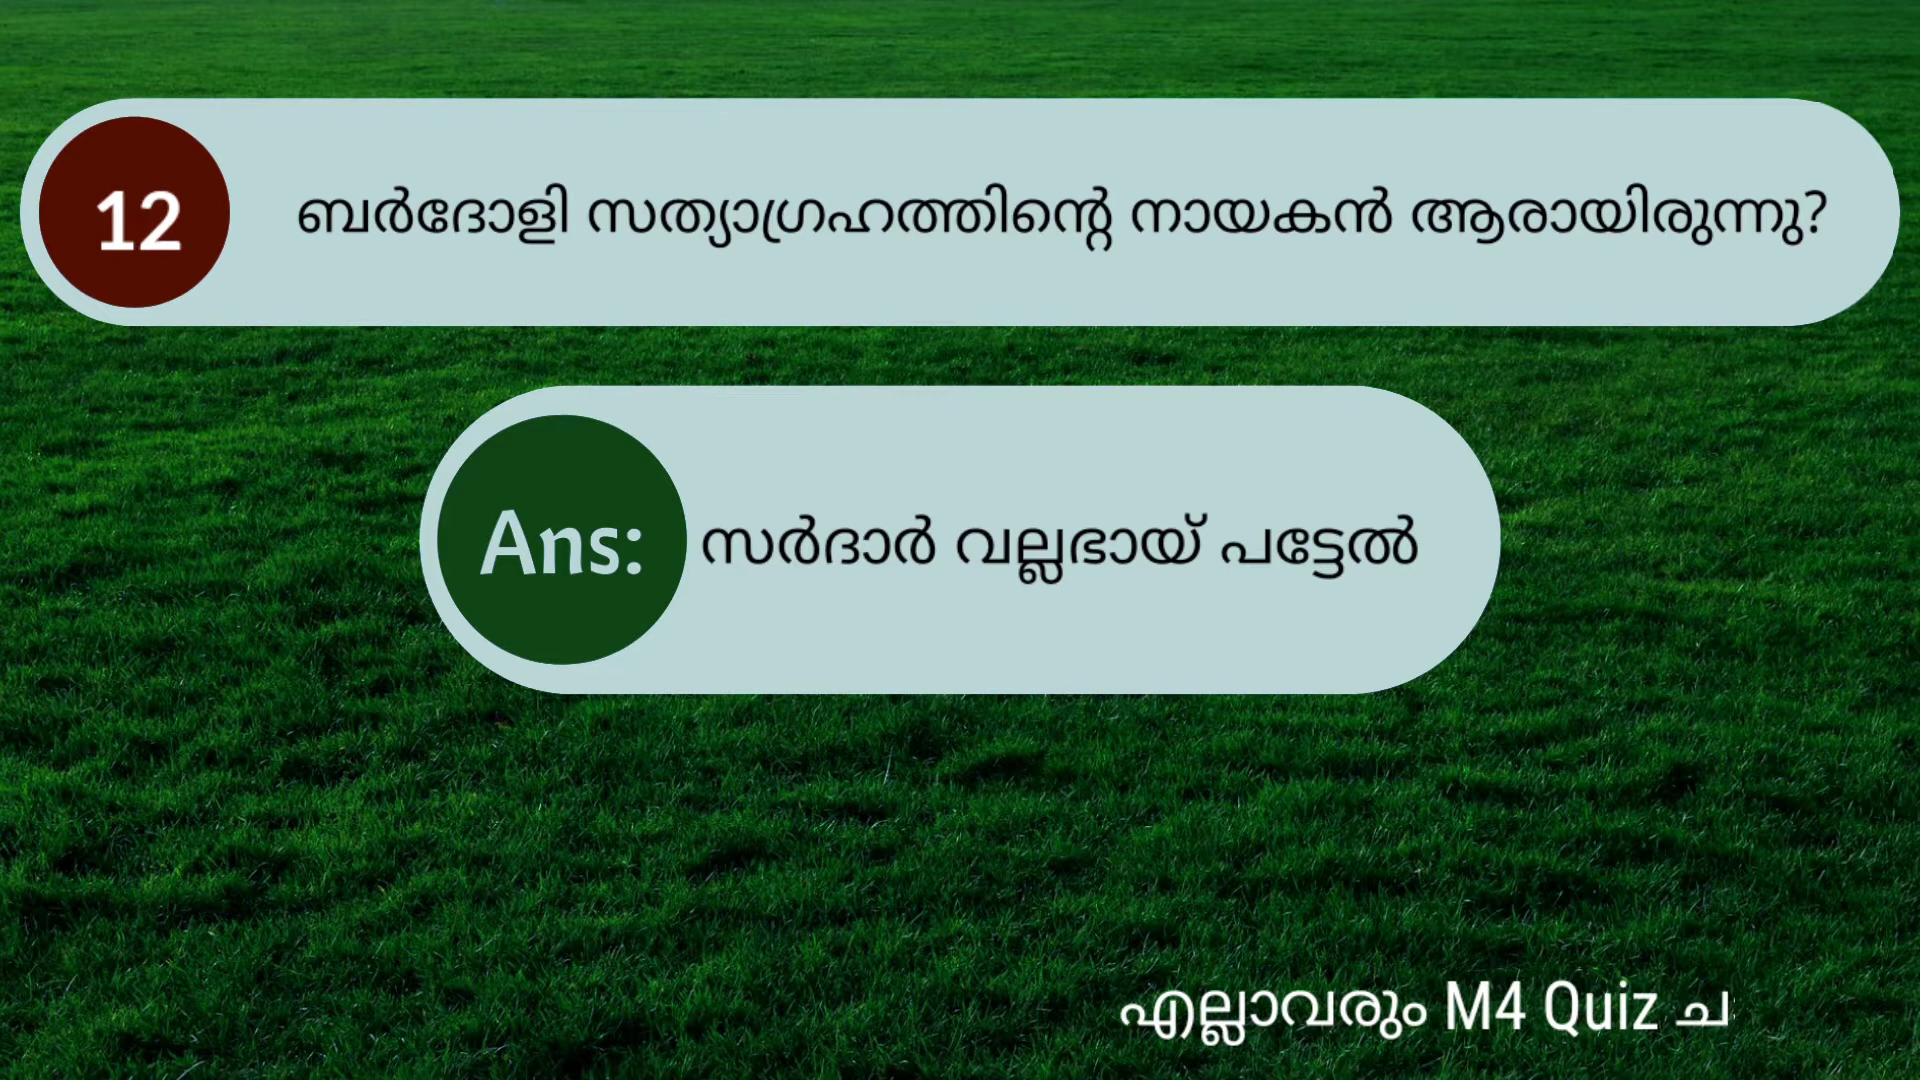 12
ബർദോളി സത്യാഗ്രഹത്തിന്റെ നായകൻ ആരായിരുന്നു?
Ans:
സർദാർ വല്ലഭായ് പട്ടേൽ
എല്ലാവരും M4 Quiz ച